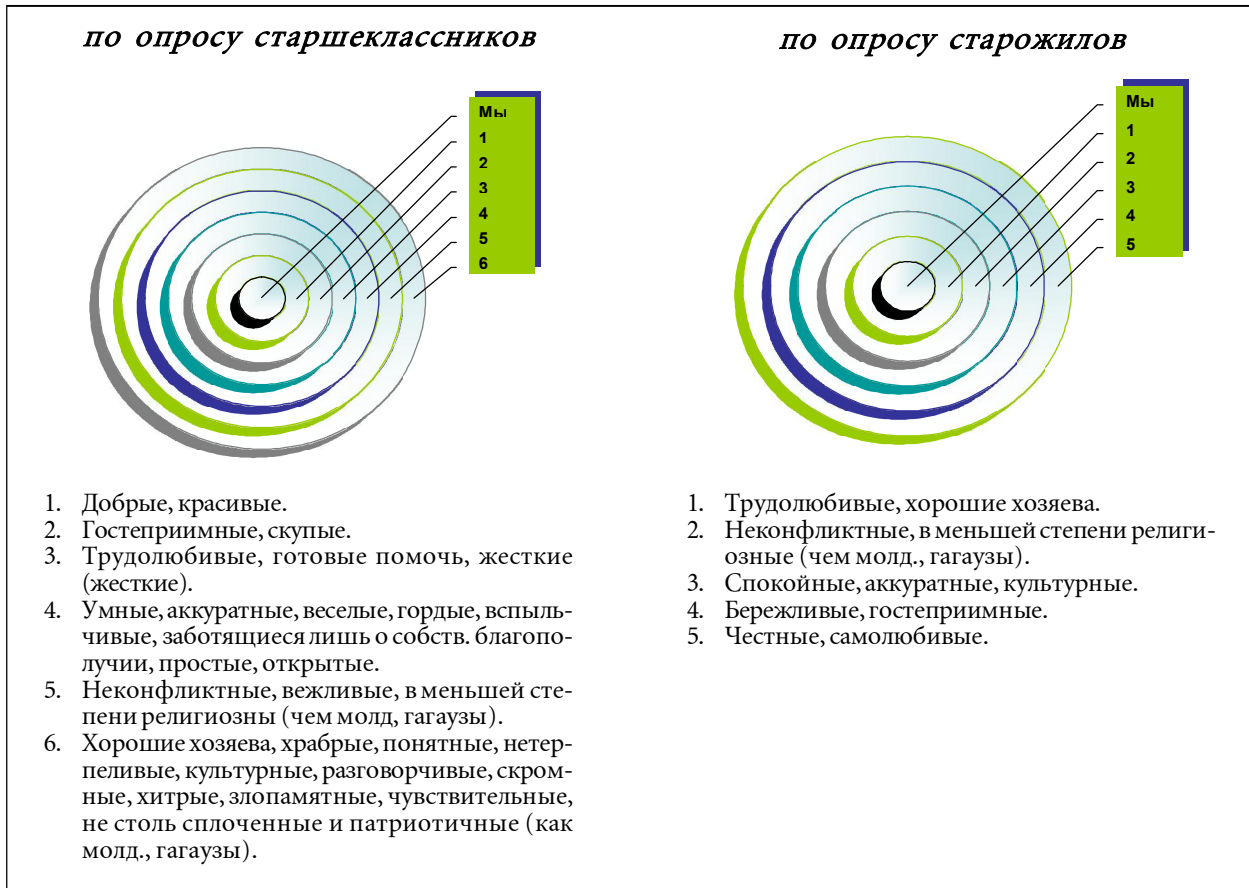 по опросу старшеклассников
Мы
1
2
3
4
5
6
1. Добрые, красивые.
2. Гостеприимные, скупые.
3. Трудолюбивые, готовые помочь, жесткие
(жесткие).
4. Умные, аккуратные, веселые, гордые, вспыль-
чивые, заботящиеся лишь о собств. благопо-
лучии, простые, открытые.
5. Неконфликтные, вежливые, в меньшей сте-
пени религиозны (чем молд, гагаузы).
6. Хорошие хозяева, храбрые, понятные, нетер-
пеливые, культурные, разговорчивые, скром-
ные, хитрые, злопамятные, чувствительные,
не столь сплоченные и патриотичные (как
молд., гагаузы).
по опросу старожилов
Мы
1
2
3
4
5
1. Трудолюбивые, хорошие хозяева.
2. Неконфликтные, в меньшей степени религи-
озные (чем молд., гагаузы).
3. Спокойные, аккуратные, культурные.
4. Бережливые, гостеприимные.
5. Честные, самолюбивые.